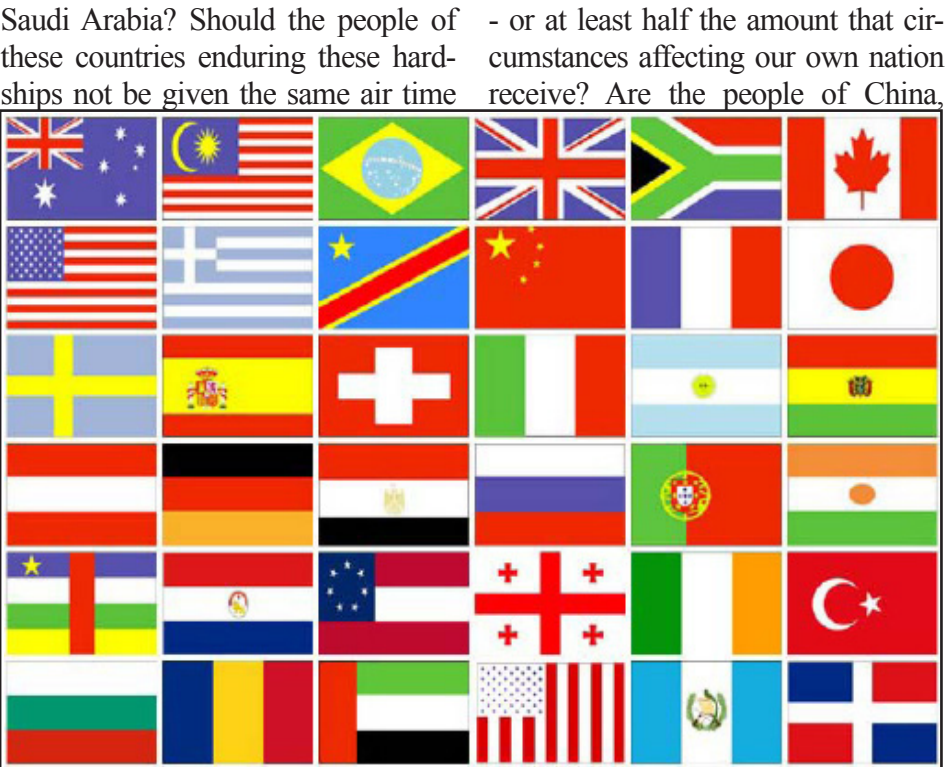 Saudi Arabia? Should the people of
these countries enduring these hard-
ships not be given the same air time
- or at least half the amount that cir-
cumstances affecting our own nation
receive? Are the people of China,